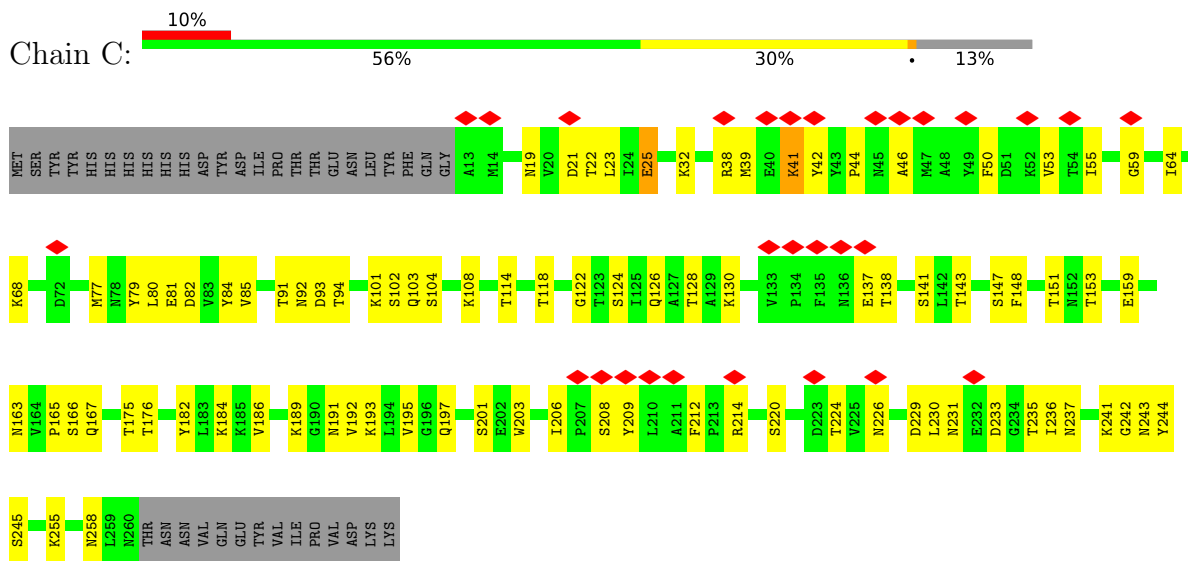 10%
Chain C:
56% 30% • 13%
MET SER TYR TYR HIS HIS HIS HIS HIS HIS ASP TYR ASP ILE PRO THR THR GLU ASN LEU TYR PHE GLN GLY A13 M14 N19 V20 D21 T22 L23 I24 E25 K32 R38 M39 E40 K41 Y42 Y43 P44 N45 A46 M47 A48 Y49 F50 D51 K52 V53 T54 I55 G59 I64
K68 D72 M77 N78 Y79 L80 E81 D82 V83 Y84 V85 T91 N92 D93 T94 K101 S102 Q103 S104 K108 T114 T118 G122 T123 S124 I125 Q126 A127 T128 A129 K130 V133 P134 F135 N136 E137 T138 S141 L142 T143 S147 F148 T151 N152 T153 E159
N163 V164 P165 S166 Q167 T175 T176 Y182 L183 K184 K185 V186 K189 G190 N191 V192 K193 L194 V195 G196 Q197 S201 E202 W203 I206 P207 S208 Y209 L210 A211 F212 P213 R214 S220 D223 T224 V225 N226 D229 L230 N231 E232 D233 G234 T235 I236 N237 K241 G242 N243 Y244
S245 K255 N258 L259 N260 THR ASN ASN VAL GLN GLU TYR VAL ILE PRO VAL ASP LYS LYS